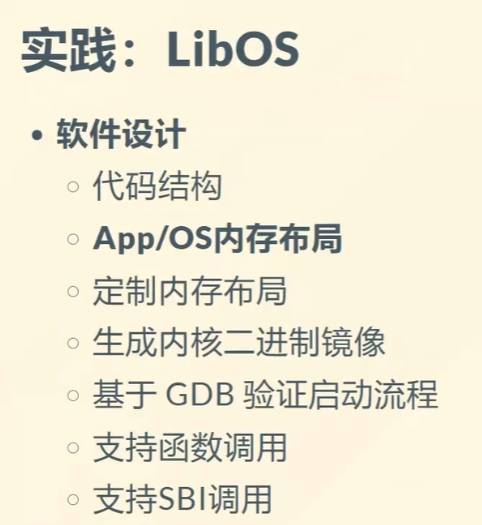 实践：LibOS
• 软件设计
○ 代码结构
○ App/OS内存布局
○ 定制内存布局
○ 生成内核二进制镜像
○ 基于 GDB 验证启动流程
○ 支持函数调用
○ 支持SBI调用